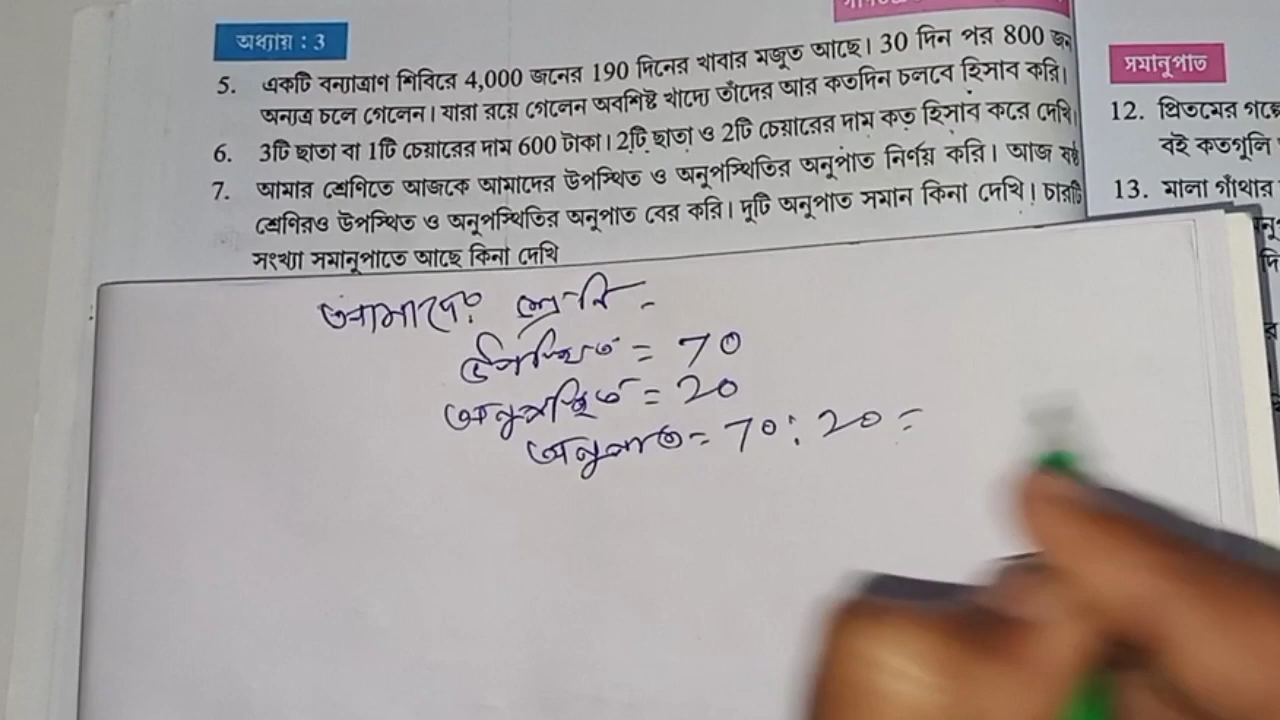 অধ্যায় : 3
5. একটি বন্যাত্রাণ শিবিরে 4,000 জনের 190 দিনের খাবার মজুত আছে। 30 দিন পর 800 জন
অন্যত্র চলে গেলেন। যারা রয়ে গেলেন অবশিষ্ট খাদ্যে তাঁদের আর কতদিন চলবে হিসাব করি।
6. 3টি ছাতা বা 1টি চেয়ারের দাম 600 টাকা। 2টি ছাতা ও 2টি চেয়ারের দাম কত হিসাব করে দেখি।
7. আমার শ্রেণিতে আজকে আমাদের উপস্থিত ও অনুপস্থিতির অনুপাত নির্ণয় করি। আজ ষষ্ঠ
শ্রেণিরও উপস্থিত ও অনুপস্থিতির অনুপাত বের করি। দুটি অনুপাত সমান কিনা দেখি। চারটি
সংখ্যা সমানুপাতে আছে কিনা দেখি
আমাদের শ্রেনি -
উপস্থিত = 70
অনুপস্থিত = 20
অনুপাত = 70 : 20 =
সমানুপাত
12. প্রিতমের
বই কতগুলি
13. মালা গাঁথার